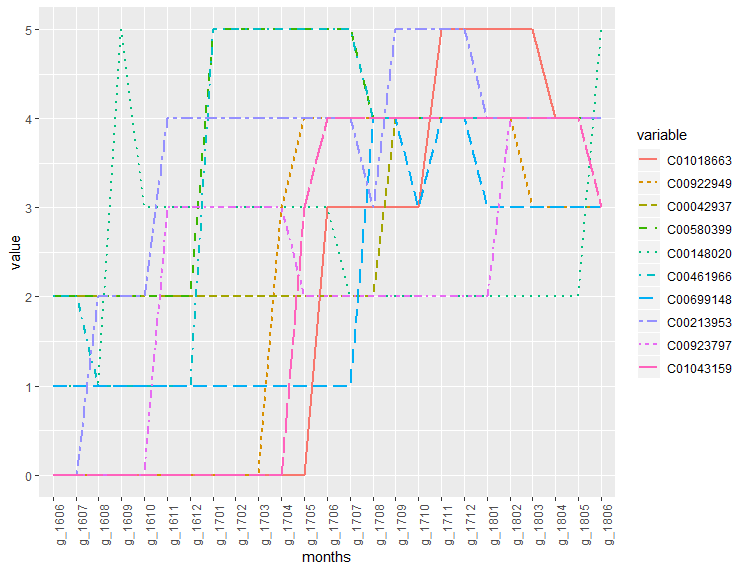 5
4
3
2
1
0
value
g_1606
g_1607
g_1608
g_1609
g_1610
g_1611
g_1612
g_1701
g_1702
g_1703
g_1704
g_1705
g_1706
g_1707
g_1708
g_1709
g_1710
g_1711
g_1712
g_1801
g_1802
g_1803
g_1804
g_1805
g_1806
months
variable
C01018663
C00922949
C00042937
C00580399
C00148020
C00461966
C00699148
C00213953
C00923797
C01043159